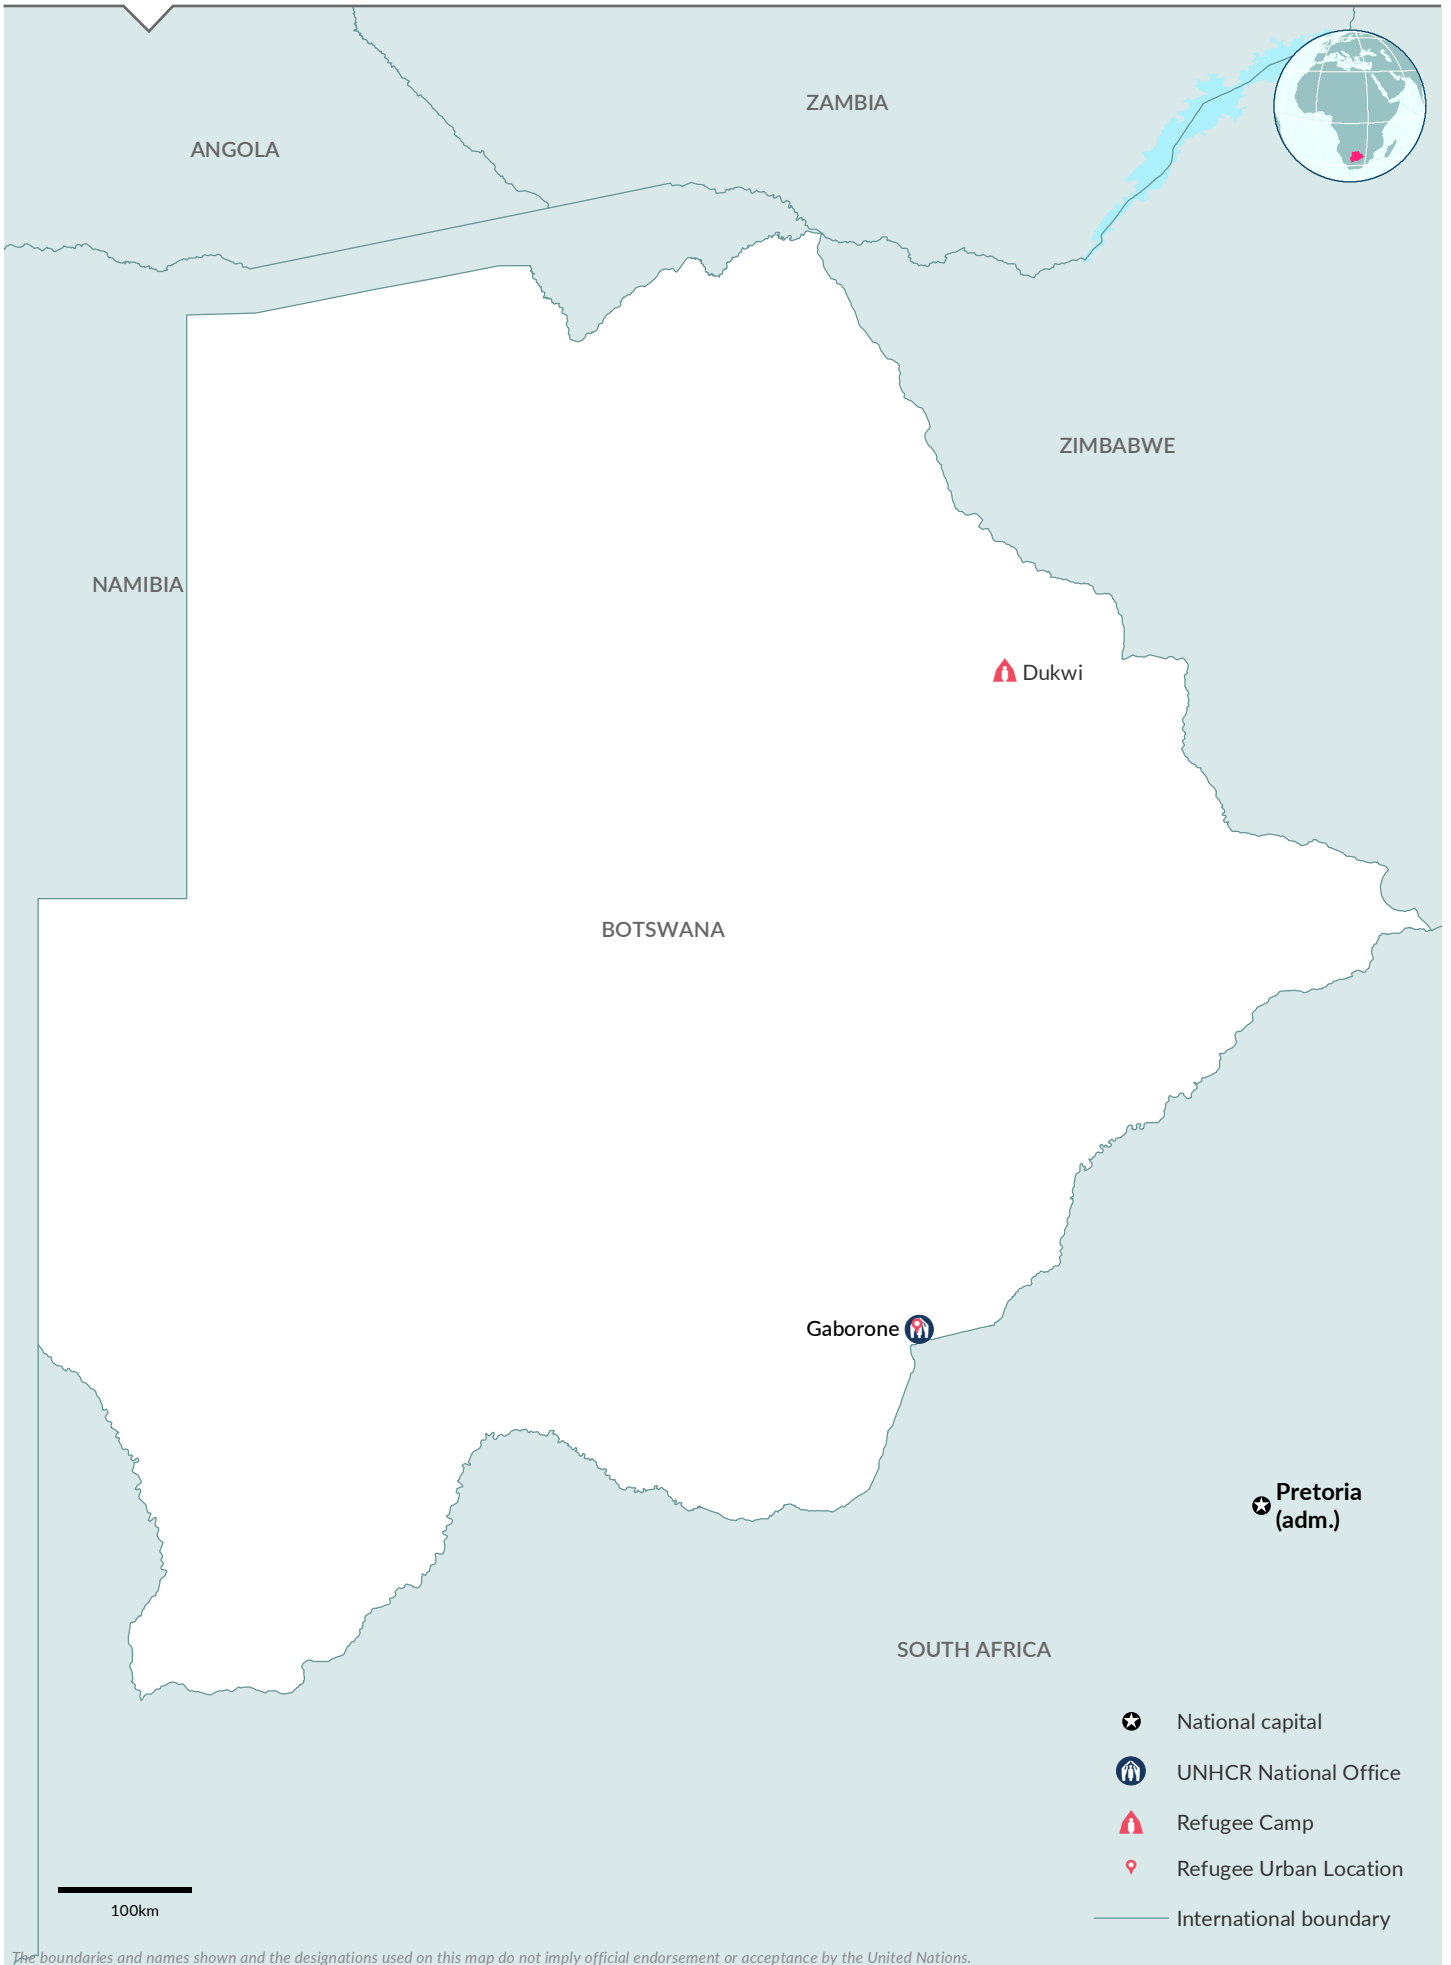 ZAMBIA
ANGOLA
ZIMBABWE
NAMIBIA
Dukwi
BOTSWANA
Gaborone
Pretoria
(adm.)
SOUTH AFRICA
National capital
UNHCR National Office
Refugee Camp
Refugee Urban Location
International boundary
100km
The boundaries and names shown and the designations used on this map do not imply official endorsement or acceptance by the United Nations.